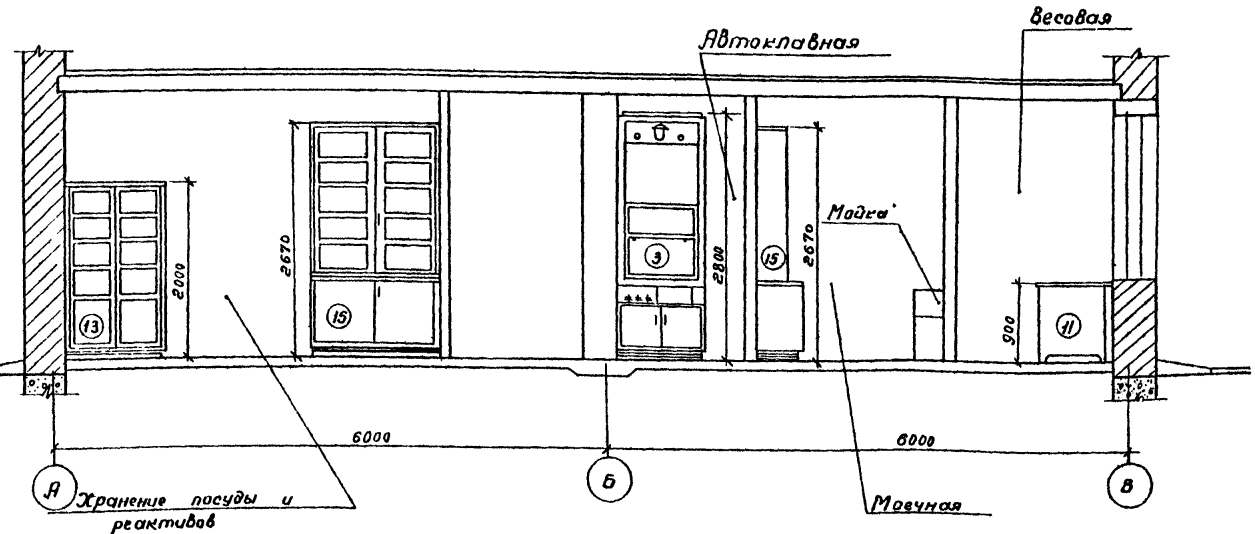 Весовая
Автоклавная
2670
2000
2800
2670
Мойка
900
13
15
3
15
11
6000
6000
А
Б
В
Хранение посуды и
реактивов
Моечная